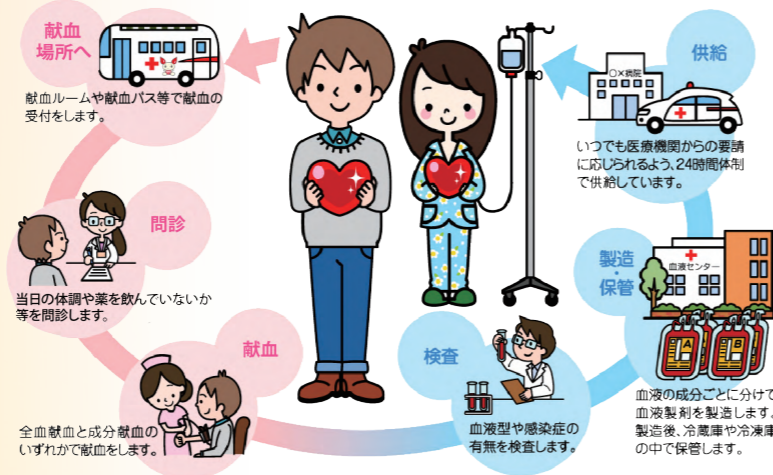 献血
場所へ
献血ルームや献血バス等で献血の
受付をします。
問診
当日の体調や薬を飲んでいないか
等を問診します。
献血
全血献血と成分献血の
いずれかで献血をします。
検査
血液型や感染症の
有無を検査します。
製造
・
保管
血液センター
A
B
血液の成分ごとに分けて
血液製剤を製造します。
製造後、冷蔵庫や冷凍庫
の中で保管します。
供給
〇×病院
いつでも医療機関からの要請
に応じられるよう、24時間体制
で供給しています。